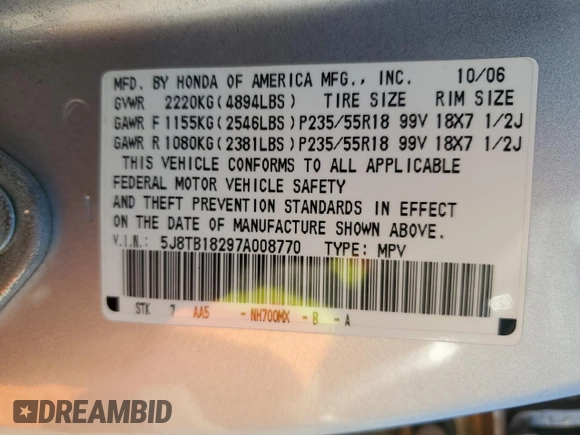 MFD. BY HONDA OF AMERICA MFG., INC. 10/06
GVWR 2220KG(4894LBS) TIRE SIZE RIM SIZE
GAWR F 1155KG(2546LBS)P235/55R18 99V 18X7 1/2J
GAWR R 1080KG(2381LBS)P235/55R18 99V 18X7 1/2J
THIS VEHICLE CONFORMS TO ALL APPLICABLE
FEDERAL MOTOR VEHICLE SAFETY
AND THEFT PREVENTION STANDARDS IN EFFECT
ON THE DATE OF MANUFACTURE SHOWN ABOVE.
V.I.N.: 5J8TB18297A008770 TYPE: MPV
STK 7 AA5 - NH700MX - B - A
DREAMBID